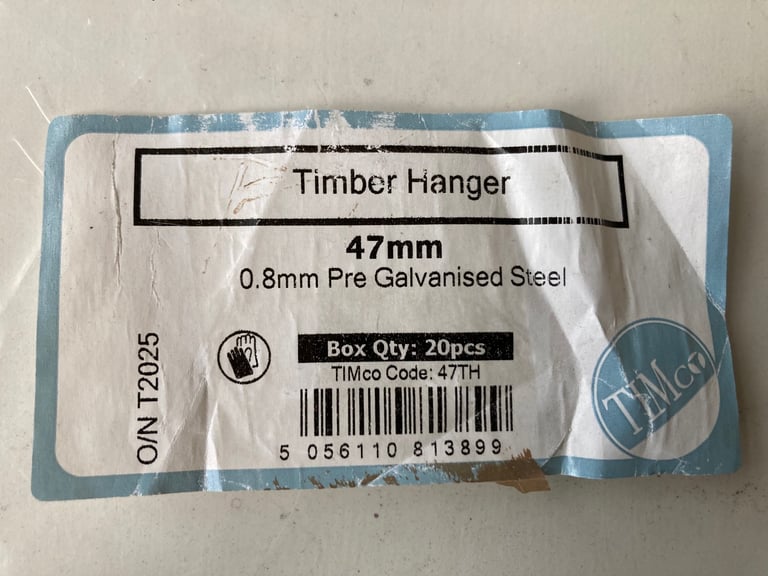 Timber Hanger
47mm
0.8mm Pre Galvanised Steel
Box Qty: 20pcs
TIMco Code: 47TH
5 056110 813899
O/N T2025
TIMco